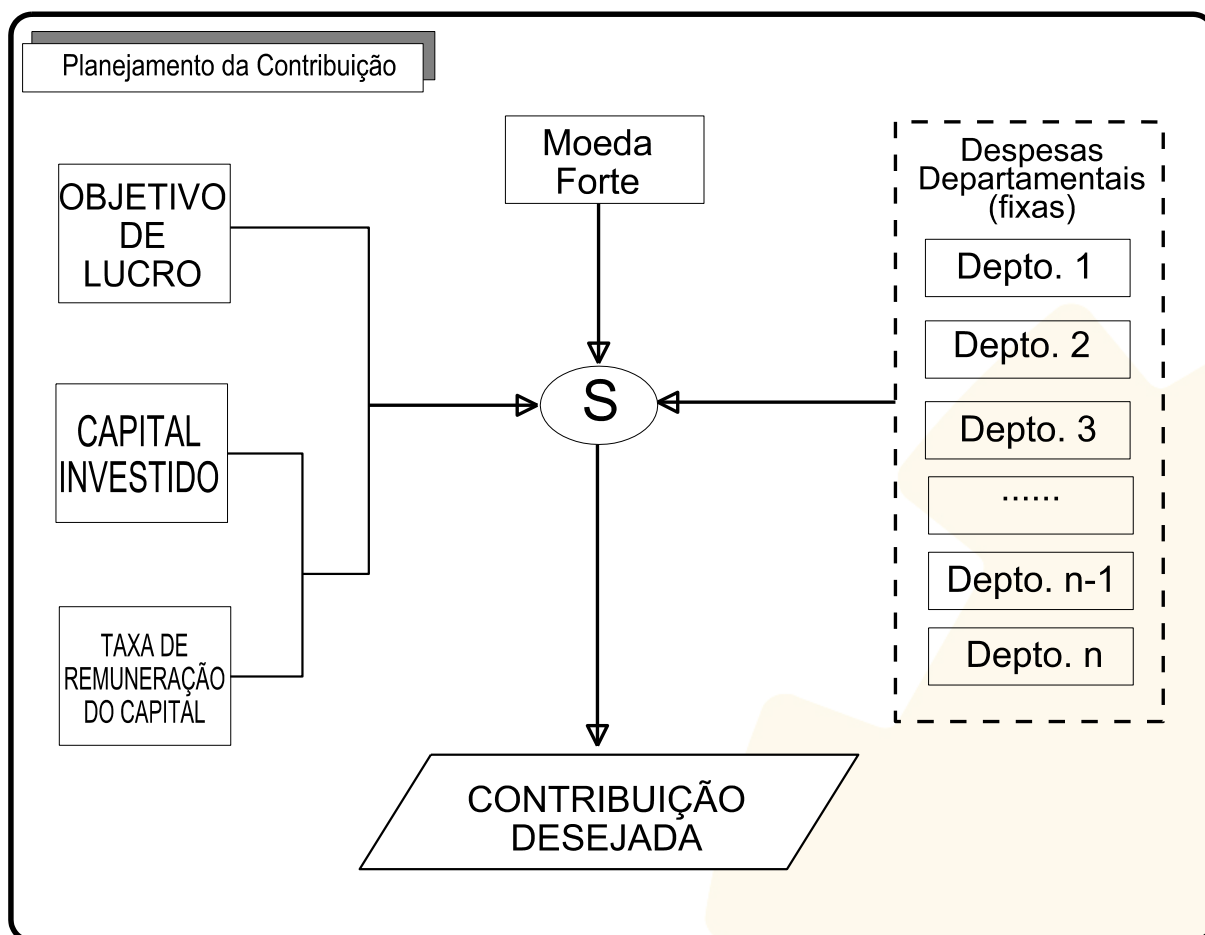 Planejamento da Contribuição
OBJETIVO
DE
LUCRO
CAPITAL
INVESTIDO
TAXA DE
REMUNERAÇÃO
DO CAPITAL
Moeda
Forte
S
CONTRIBUIÇÃO
DESEJADA
Despesas
Departamentais
(fixas)
Depto. 1
Depto. 2
Depto. 3
......
Depto. n-1
Depto. n